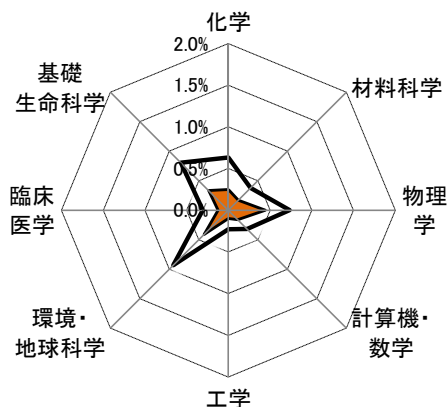 化学
2.0%
基礎
生命科学
材料科学
1.5%
1.0%
0.5%
臨床
医学
0.0%
物理
学
環境・
地球科学
計算機・
数学
工学